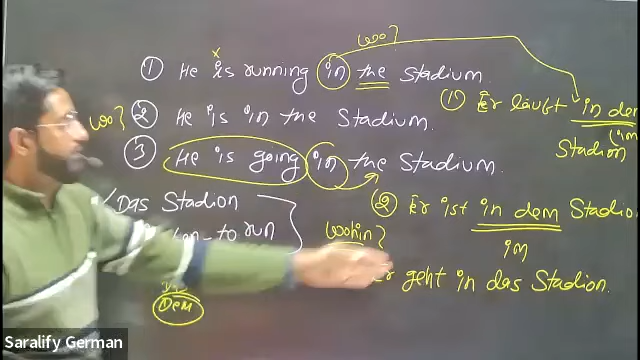 wo?
① He is running in the Stadium.
① Er läuft in dem
(im
Stadion
wo? ② He is in the Stadium.
③ He is going in the Stadium.
② Er ist in dem Stadio
im
Das Stadion
to run
wohin?
geht in das Stadion.
Dem
Saralify German